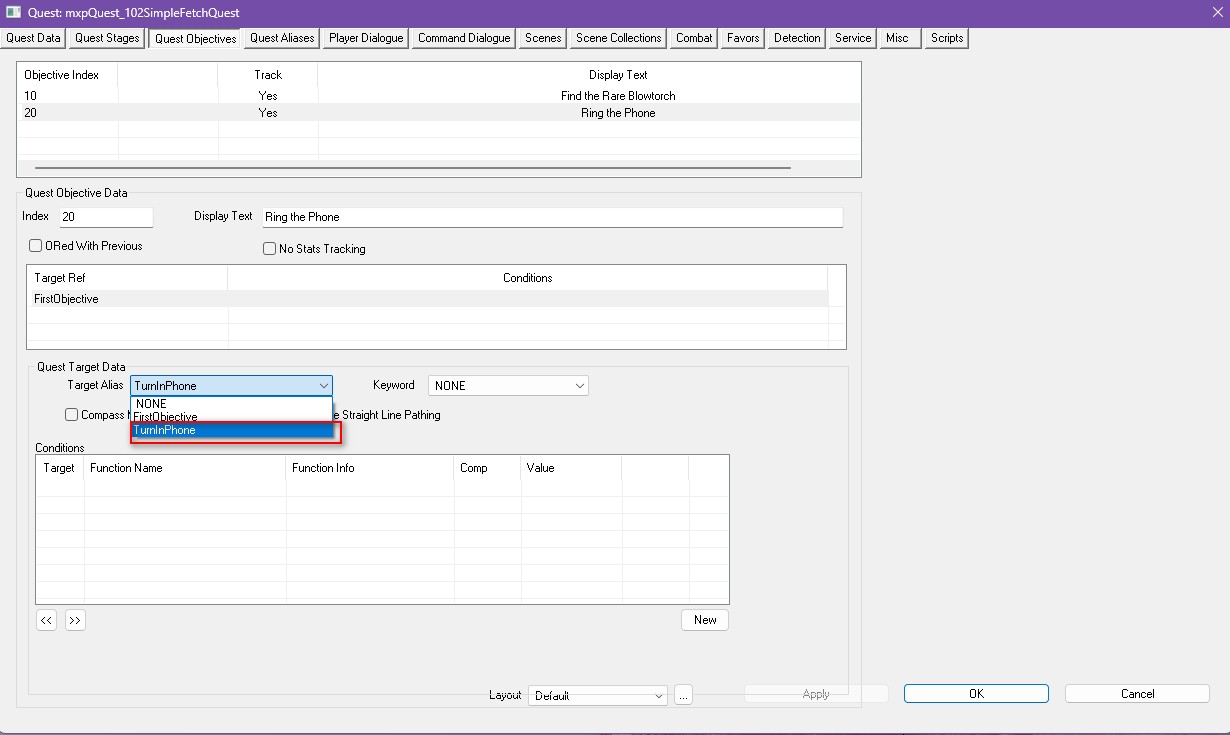 Quest: mxpQuest_102SimpleFetchQuest
Quest Data Quest Stages Quest Objectives Quest Aliases Player Dialogue Command Dialogue Scenes Scene Collections Combat Favors Detection Service Misc Scripts
Objective Index Track Display Text
10 Yes Find the Rare Blowtorch
20 Yes Ring the Phone
Quest Objective Data
Index 20 Display Text Ring the Phone
ORed With Previous No Stats Tracking
Target Ref Conditions
FirstObjective
Quest Target Data
Target Alias TurnInPhone Keyword NONE
NONE
Compass FirstObjective Straight Line Pathing
TurnInPhone
Conditions
Target Function Name Function Info Comp Value
<< >> New
Layout Default ... Apply OK Cancel